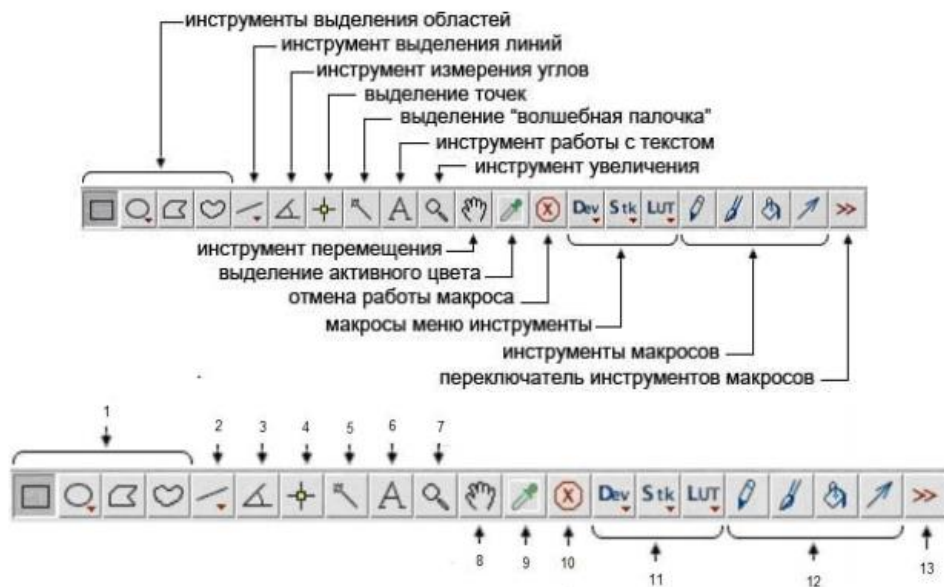 инструменты выделения областей
инструмент выделения линий
инструмент измерения углов
выделение точек
выделение "волшебная палочка"
инструмент работы с текстом
инструмент увеличения
A Dev Stk LUT >>
инструмент перемещения
выделение активного цвета
отмена работы макроса
макросы меню инструменты
инструменты макросов
переключатель инструментов макросов
1 2 3 4 5 6 7
A Dev Stk LUT >>
8 9 10 11 12 13